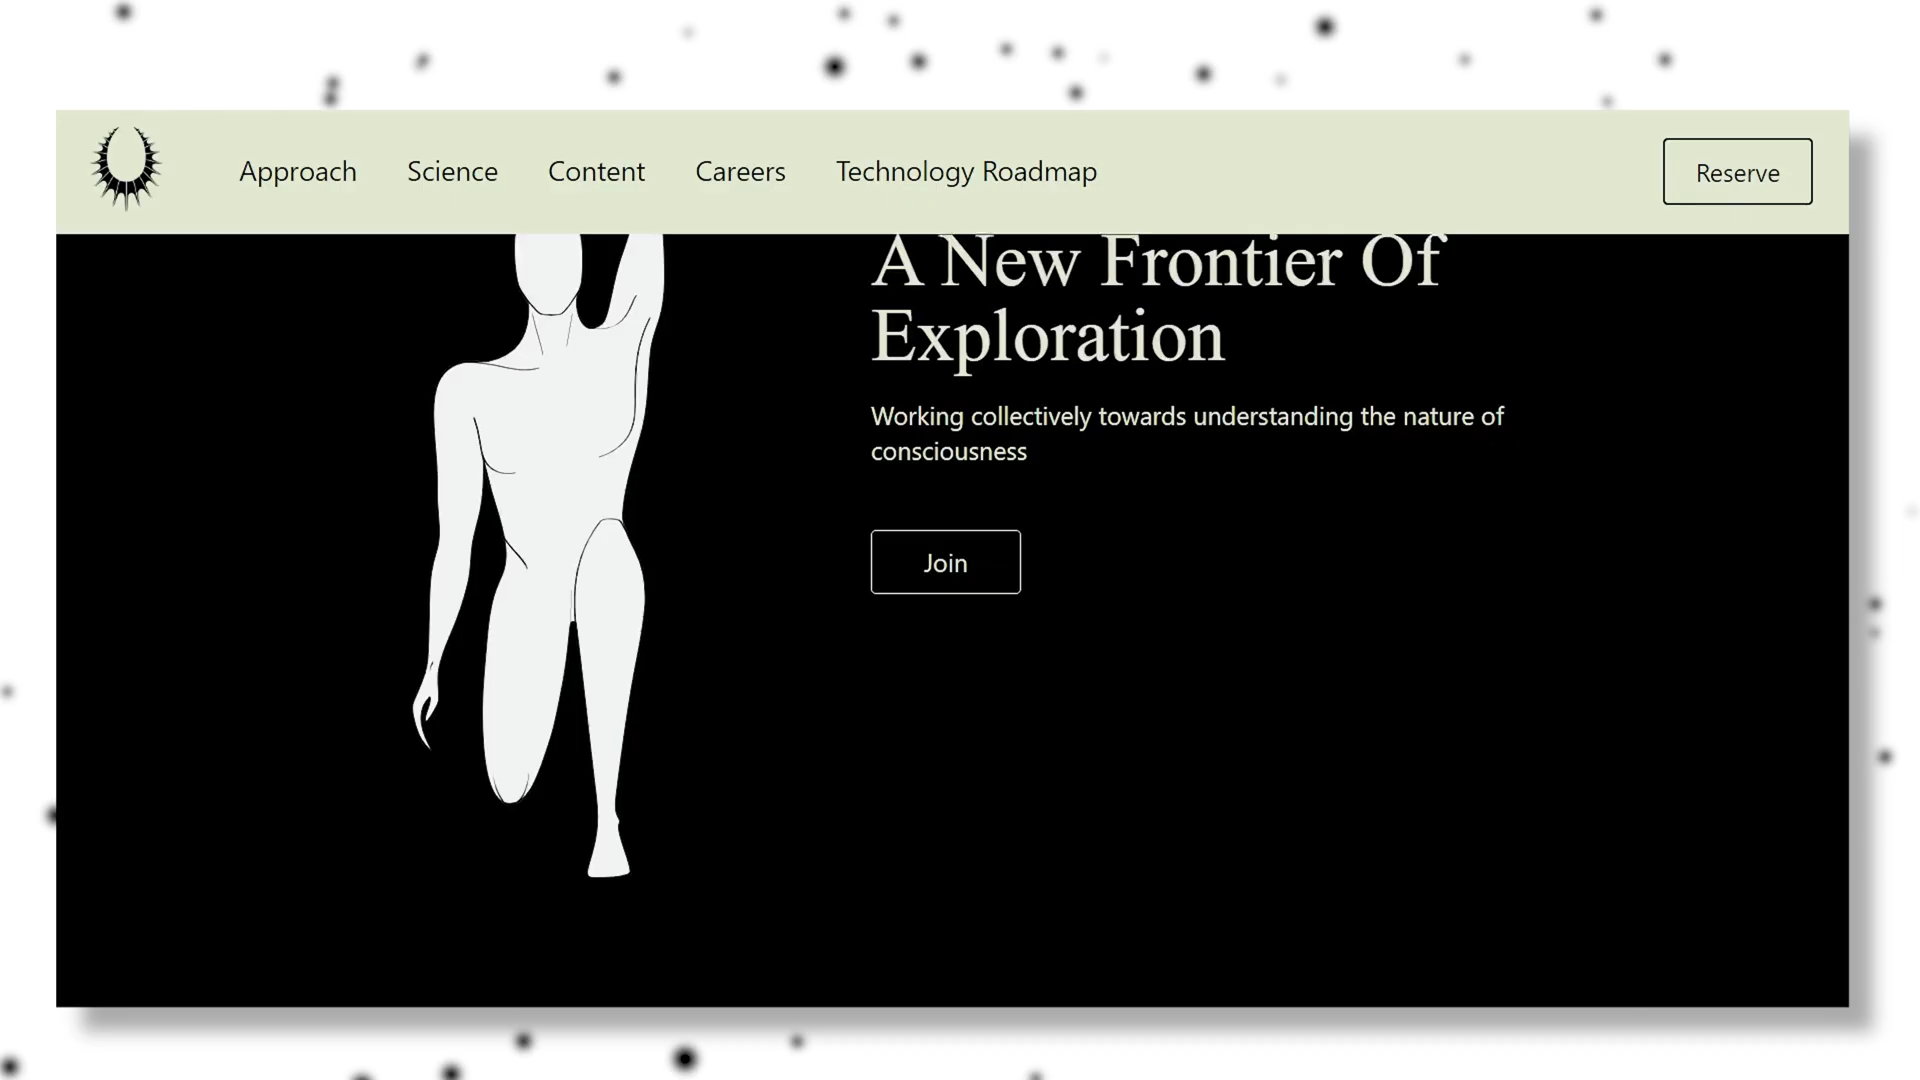 Approach
Science
Content
Careers
Technology Roadmap
Reserve
A New Frontier Of
Exploration
Working collectively towards understanding the nature of
consciousness
Join